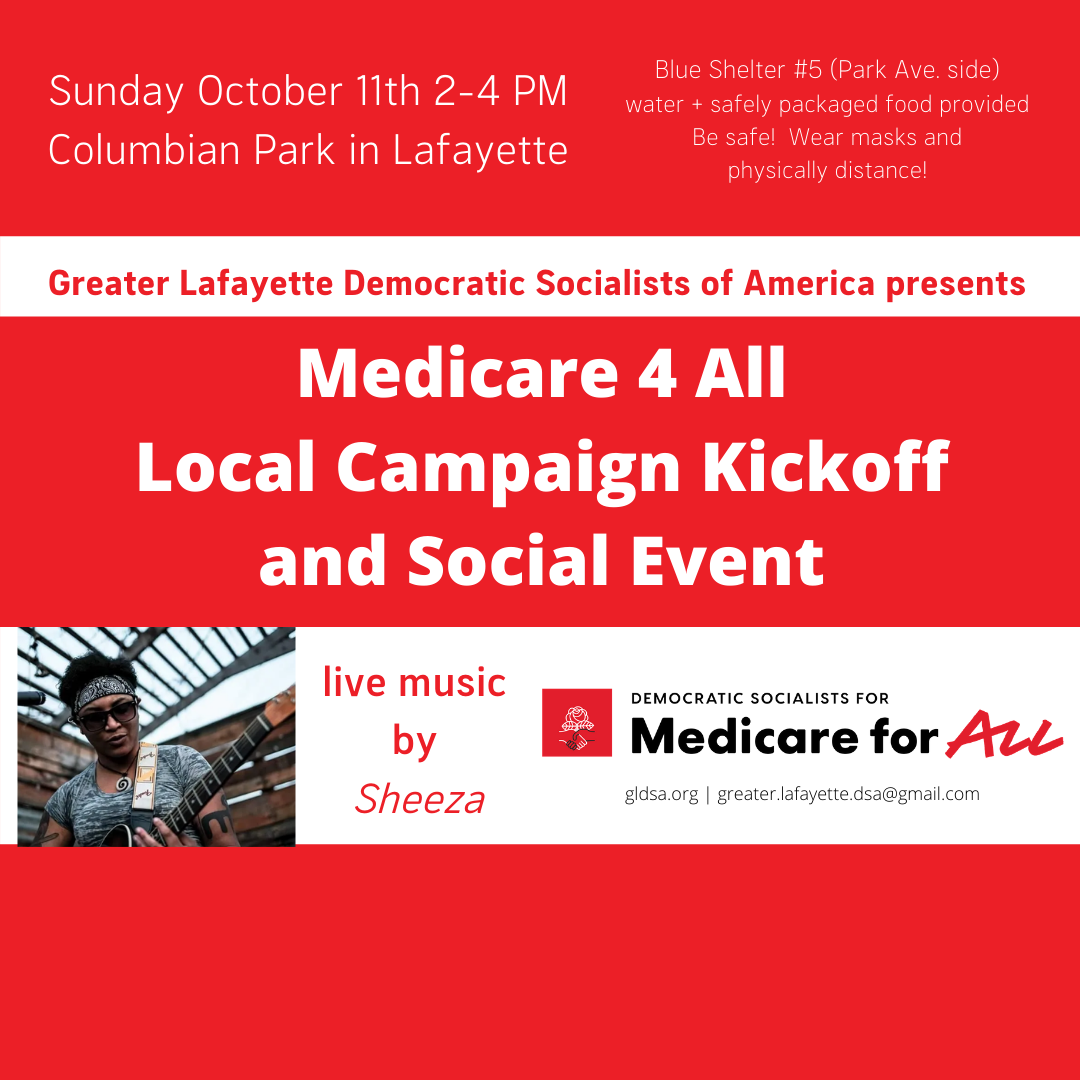 Sunday October 11th 2-4 PM
Columbian Park in Lafayette
Blue Shelter #5 (Park Ave. side)
water + safely packaged food provided
Be safe!  Wear masks and
physically distance!
Greater Lafayette Democratic Socialists of America presents
Medicare 4 All
Local Campaign Kickoff
and Social Event
live music
by
Sheeza
DEMOCRATIC SOCIALISTS FOR
Medicare for All
gldsa.org | greater.lafayette.dsa@gmail.com